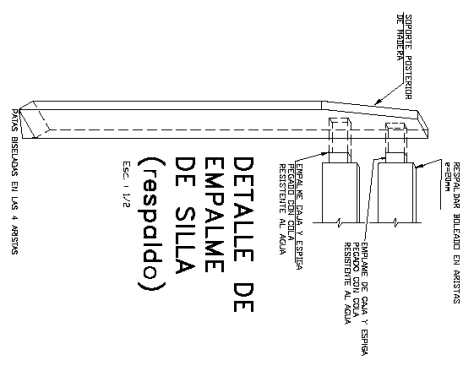 SOPORTE POSTERIOR
DE MADERA
RESPALDAR BOLEADO EN ARISTAS
e=20mm
EMPLAME DE CAJA Y ESPIGA
PEGADO CON COLA
RESISTENTE AL AGUA
EMPALME CAJA Y ESPIGA
PEGADO CON COLA
RESISTENTE AL AGUA
DETALLE DE
EMPALME
DE SILLA
(respaldo)
Esc : 1/2
PATAS BISELADAS EN LAS 4 ARISTAS